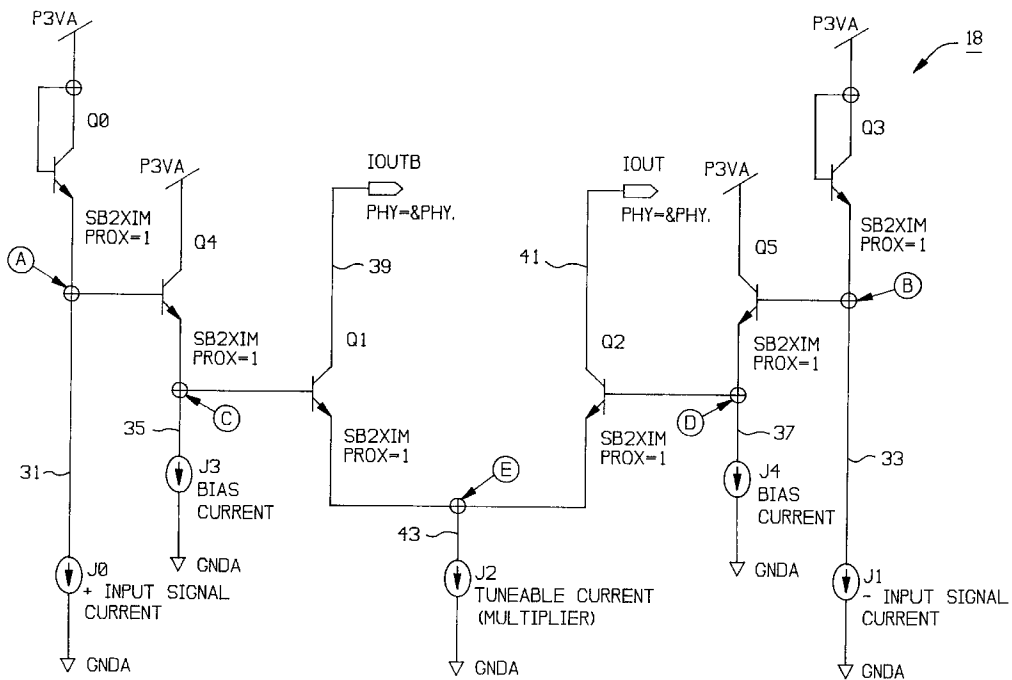 P3VA
P3VA
18
Q0
Q3
P3VA
IOUTB
IOUT
P3VA
PHY=&PHY.
PHY=&PHY.
SB2XIM
PROX=1
SB2XIM
PROX=1
Q4
Q5
A
39
41
B
SB2XIM
PROX=1
Q1
Q2
SB2XIM
PROX=1
C
D
35
37
SB2XIM
PROX=1
SB2XIM
PROX=1
31
33
J3
BIAS
CURRENT
E
J4
BIAS
CURRENT
43
GNDA
GNDA
J0
+ INPUT SIGNAL
CURRENT
J2
TUNEABLE CURRENT
(MULTIPLIER)
J1
- INPUT SIGNAL
CURRENT
GNDA
GNDA
GNDA